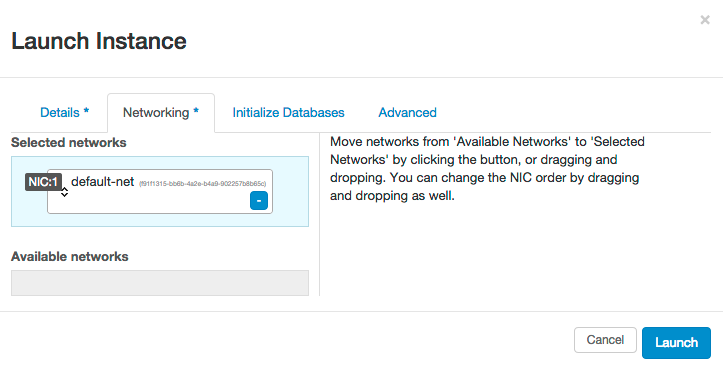 ×
Launch Instance
Details *
Networking *
Initialize Databases
Advanced
Selected networks
NIC:1
default-net (f91f1315-bb6b-4a2e-b4a9-902257b8b65c)
-
Available networks
Move networks from 'Available Networks' to 'Selected
Networks' by clicking the button, or dragging and
dropping. You can change the NIC order by dragging
and dropping as well.
Cancel
Launch